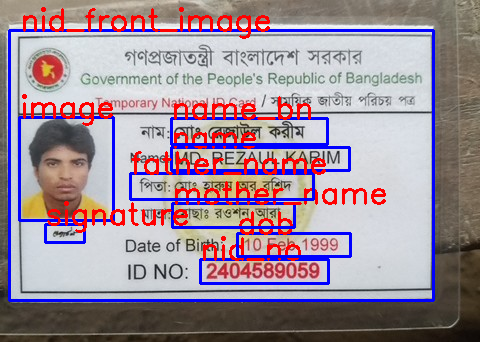 nid_front_image
গণপ্রজাতন্ত্রী বাংলাদেশ সরকার
Government of the People's Republic of Bangladesh
Temporary National ID Card / সাময়িক জাতীয় পরিচয় পত্র
image
name_bn
নাম: মোঃ রেজাউল করীম
name
Name: MD. REZAUL KARIM
father_name
পিতা: মোঃ হারুন অর রশিদ
mother_name
মাতা: মোছাঃ রওশন আরা
signature
dob
Date of Birth: 10 Feb 1999
nid_no
ID NO: 2404589059